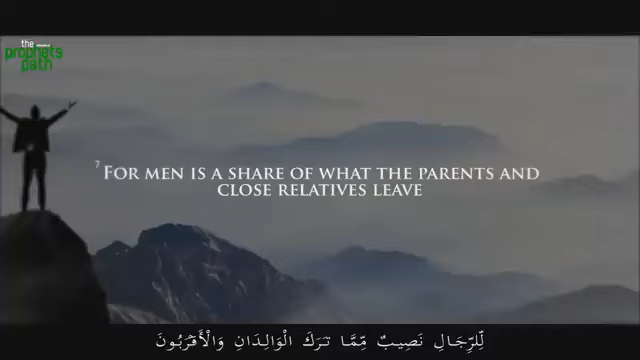 the
prophet's
path
7 FOR MEN IS A SHARE OF WHAT THE PARENTS AND
CLOSE RELATIVES LEAVE
لِّلرِّجَالِ نَصِيبٌ مِّمَّا تَرَكَ الْوَالِدَانِ وَالْأَقْرَبُونَ